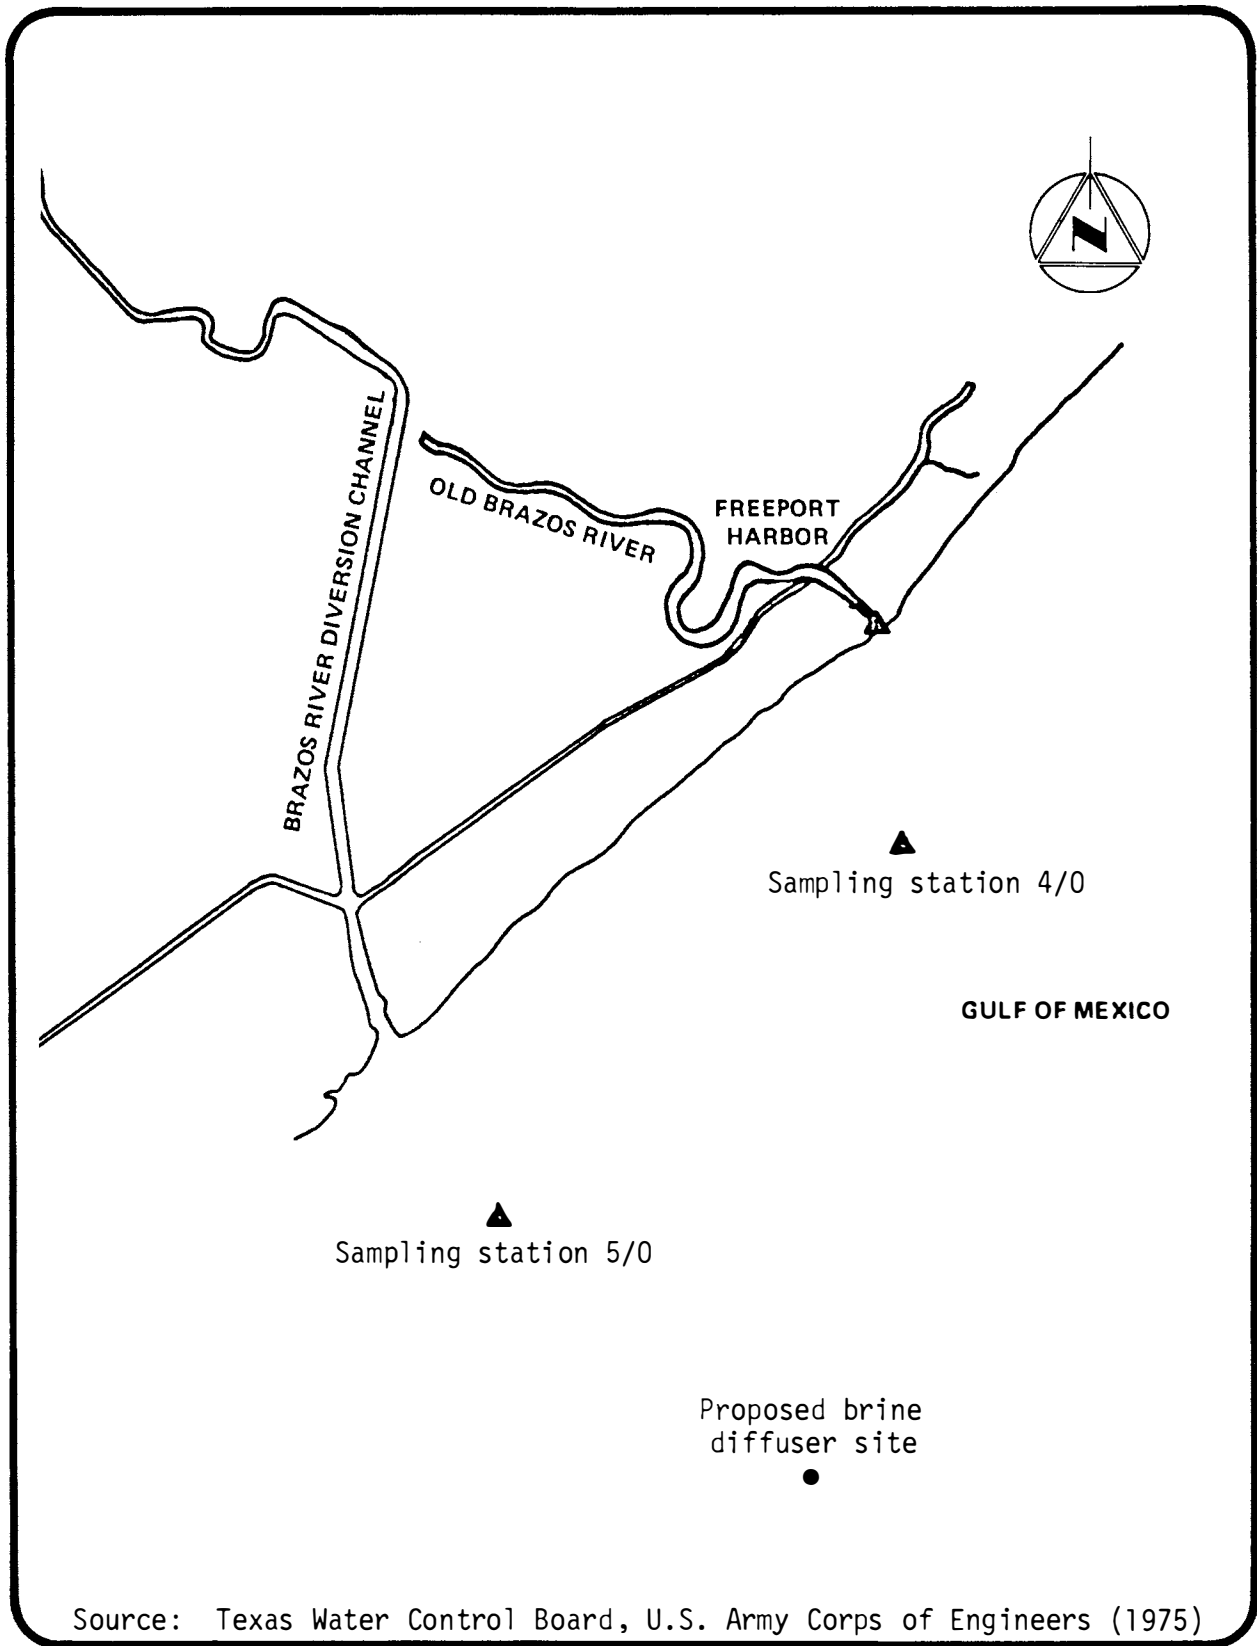 N
BRAZOS RIVER DIVERSION CHANNEL
OLD BRAZOS RIVER
FREEPORT
HARBOR
Sampling station 4/0
GULF OF MEXICO
Sampling station 5/0
Proposed brine
diffuser site
Source: Texas Water Control Board, U.S. Army Corps of Engineers (1975)